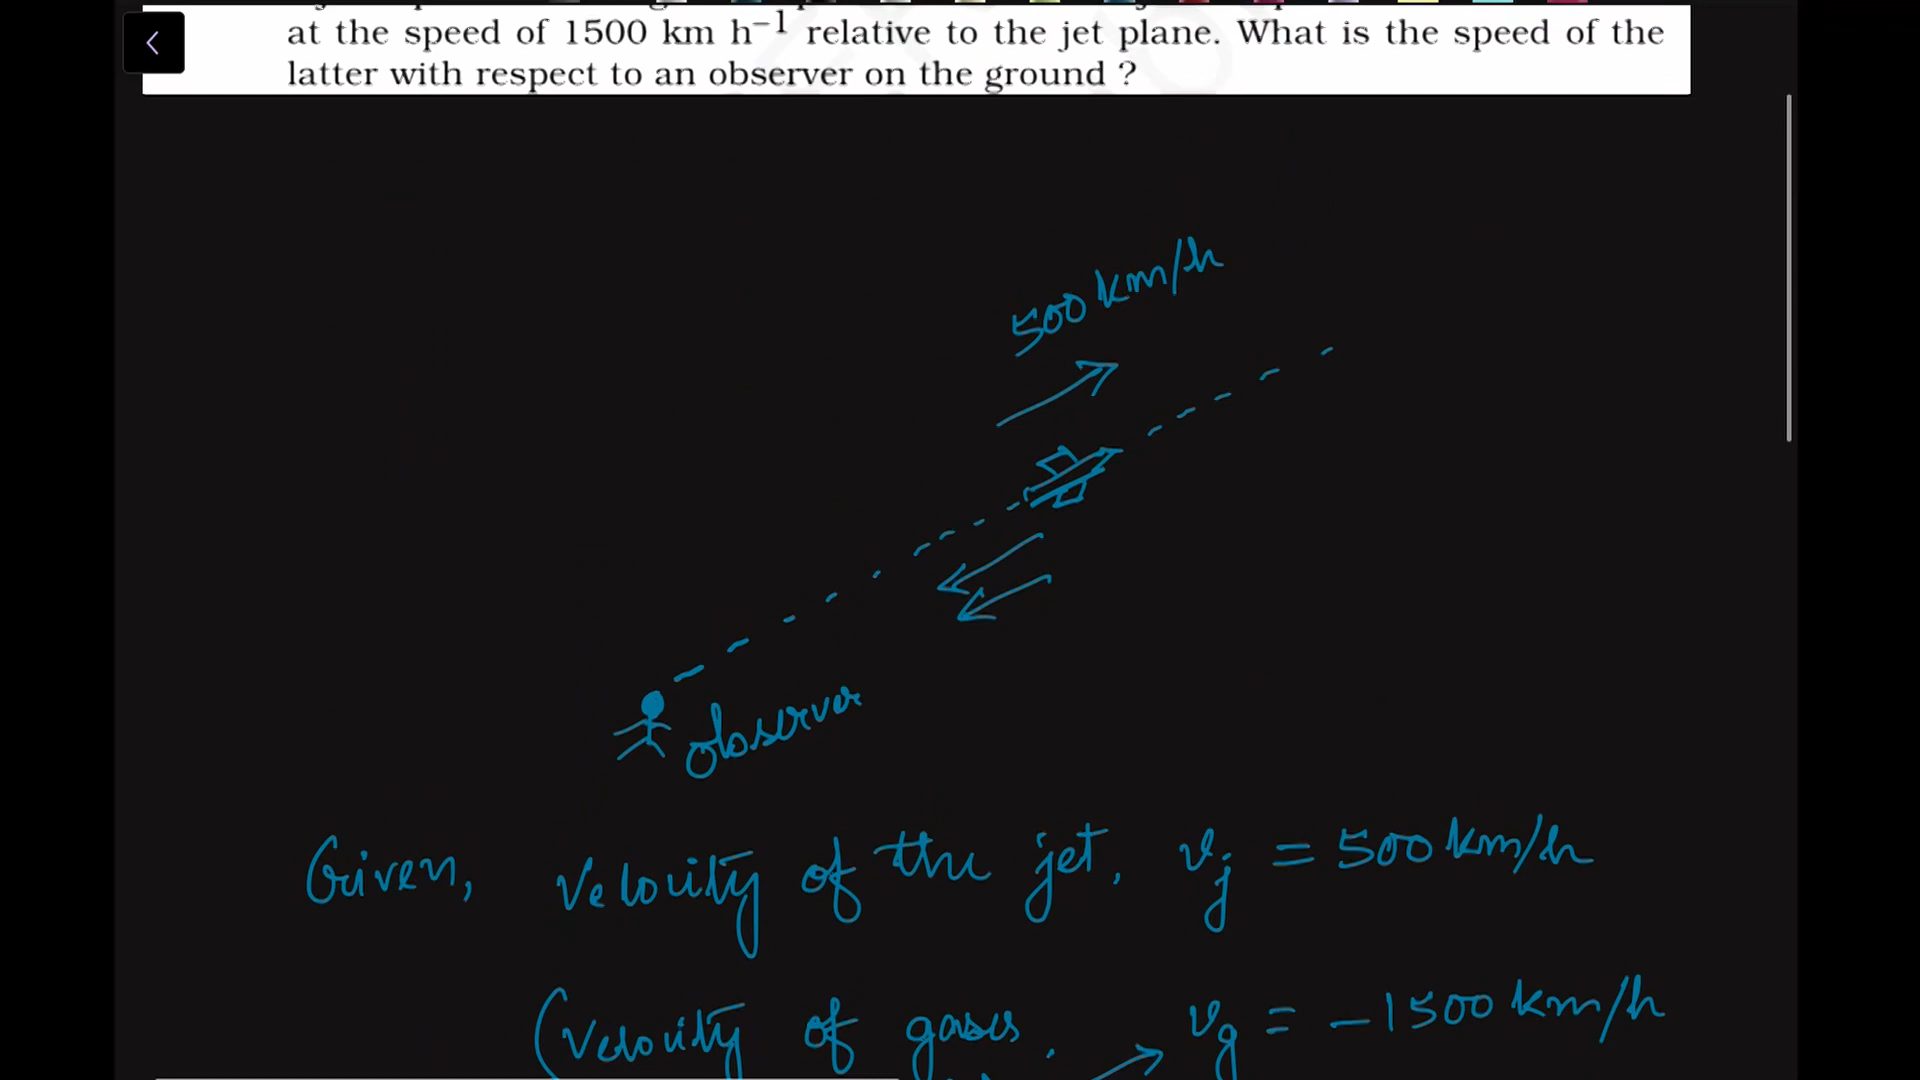 at the speed of 1500 km h⁻¹ relative to the jet plane. What is the speed of the
latter with respect to an observer on the ground ?
500 km/h
observer
Given, Velocity of the jet, vj = 500 km/h
(Velocity of gases, vg = -1500 km/h